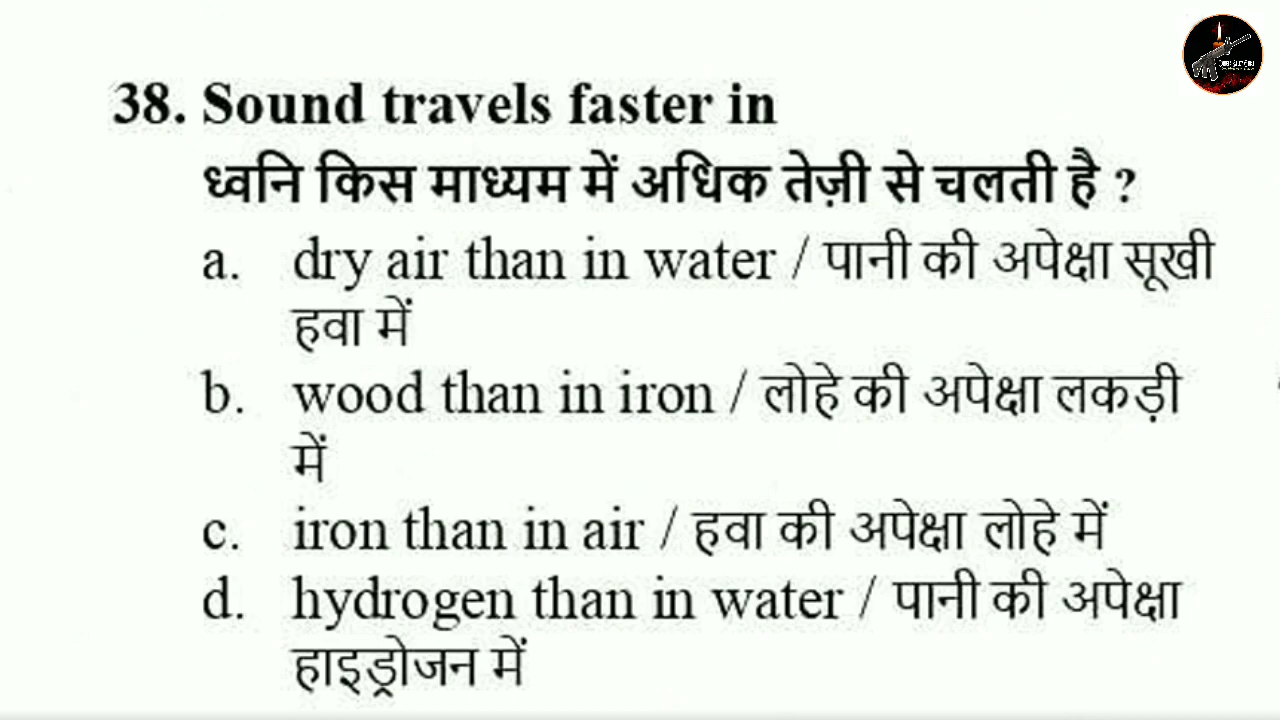 38. Sound travels faster in
ध्वनि किस माध्यम में अधिक तेज़ी से चलती है ?
a. dry air than in water / पानी की अपेक्षा सूखी
हवा में
b. wood than in iron / लोहे की अपेक्षा लकड़ी
में
c. iron than in air / हवा की अपेक्षा लोहे में
d. hydrogen than in water / पानी की अपेक्षा
हाइड्रोजन में